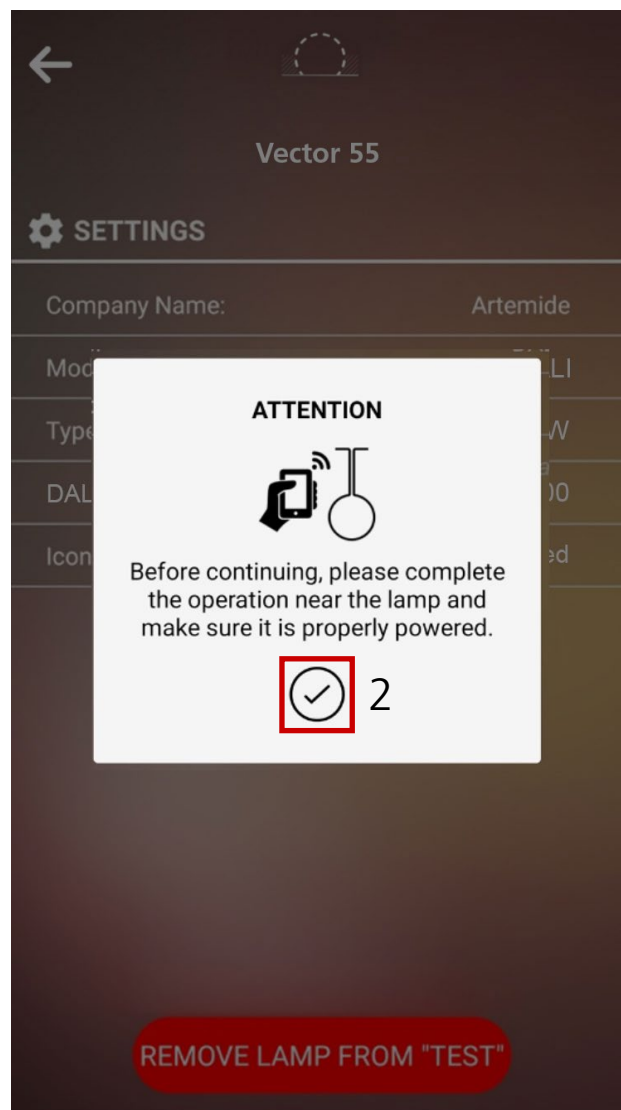 Vector 55
SETTINGS
Company Name: Artemide
ATTENTION
Before continuing, please complete
the operation near the lamp and
make sure it is properly powered.
2
REMOVE LAMP FROM "TEST"